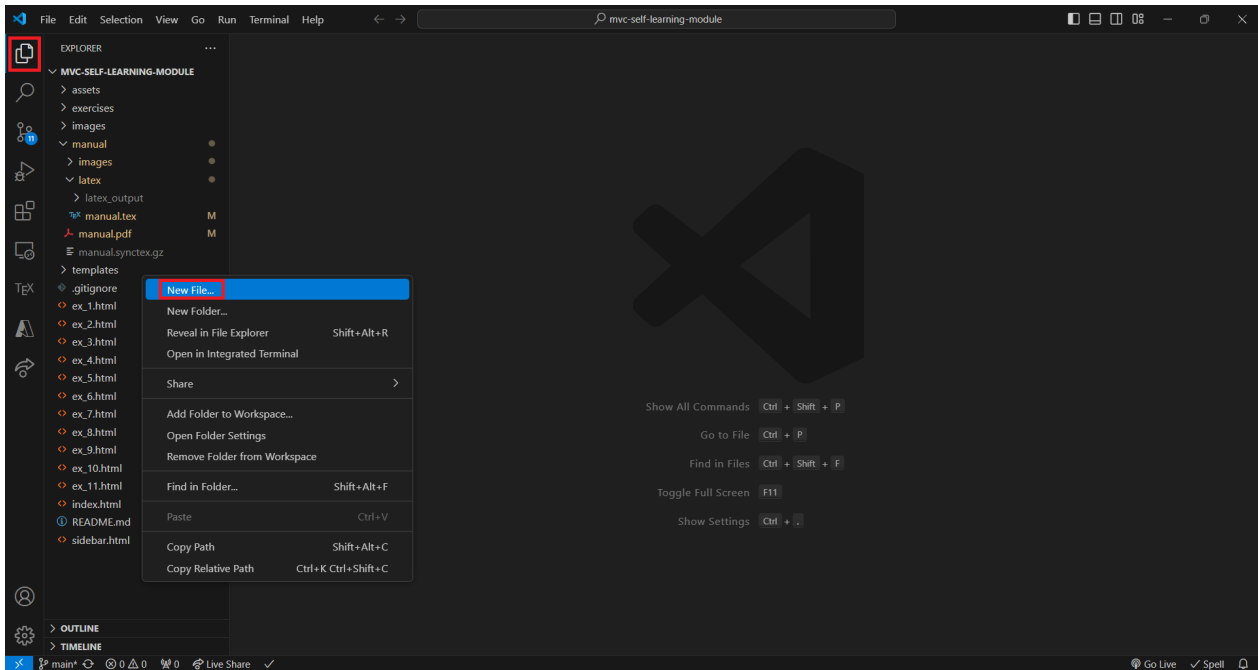 File Edit Selection View Go Run Terminal Help
mvc-self-learning-module
EXPLORER
MVC-SELF-LEARNING-MODULE
assets
exercises
images
manual
images
latex
latex_output
TEX manual.tex M
manual.pdf M
manual.synctex.gz
templates
.gitignore
ex_1.html
ex_2.html
ex_3.html
ex_4.html
ex_5.html
ex_6.html
ex_7.html
ex_8.html
ex_9.html
ex_10.html
ex_11.html
index.html
README.md
sidebar.html
11
TEX
New File...
New Folder...
Reveal in File Explorer Shift+Alt+R
Open in Integrated Terminal
Share
Add Folder to Workspace...
Open Folder Settings
Remove Folder from Workspace
Find in Folder... Shift+Alt+F
Paste Ctrl+V
Copy Path Shift+Alt+C
Copy Relative Path Ctrl+K Ctrl+Shift+C
Show All Commands Ctrl + Shift + P
Go to File Ctrl + P
Find in Files Ctrl + Shift + F
Toggle Full Screen F11
Show Settings Ctrl + ,
OUTLINE
TIMELINE
main* 0 0 0 Live Share Go Live Spell